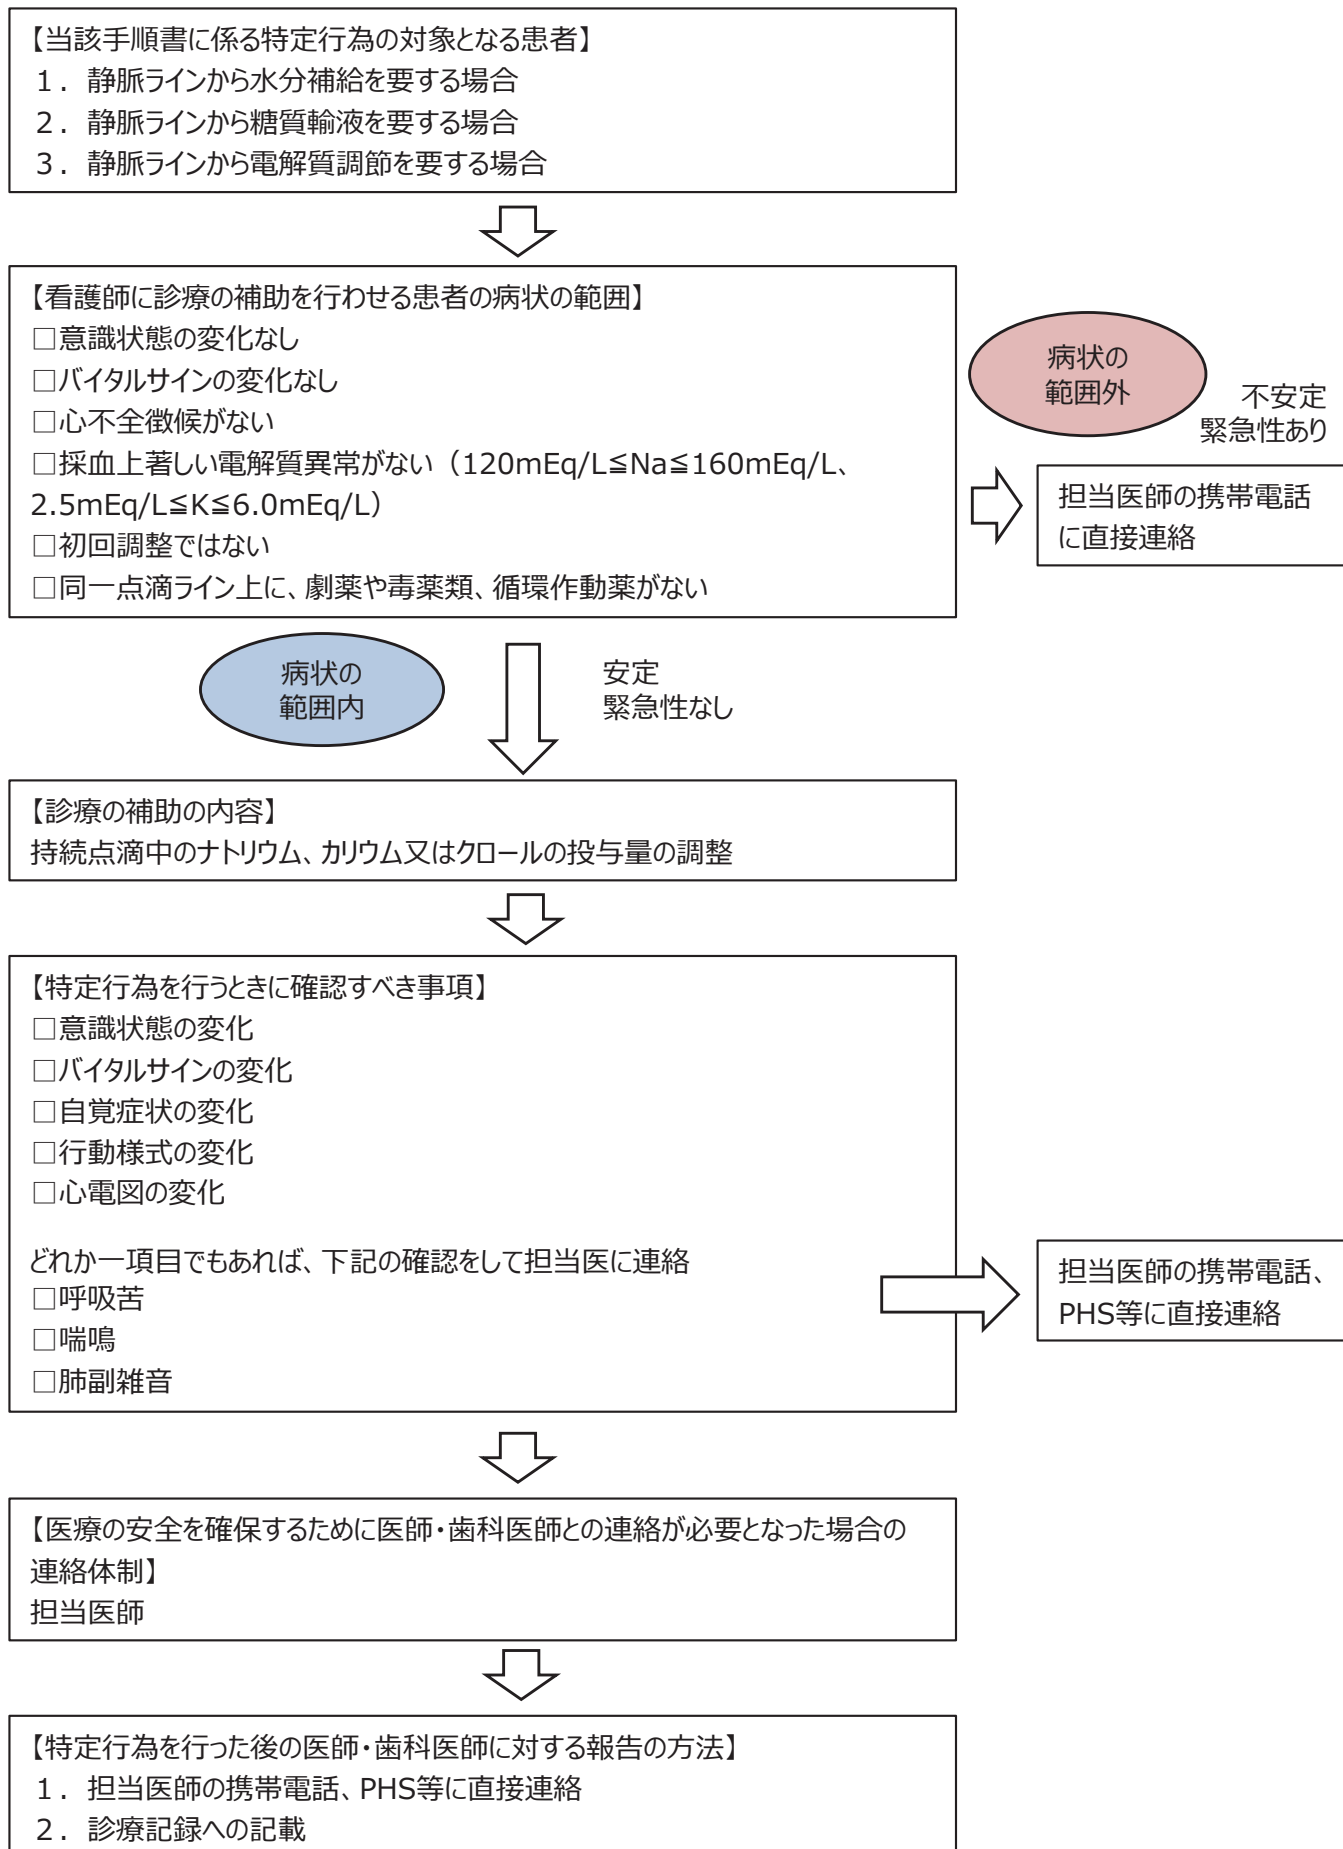 【当該手順書に係る特定行為の対象となる患者】
１．静脈ラインから水分補給を要する場合
２．静脈ラインから糖質輸液を要する場合
３．静脈ラインから電解質調節を要する場合
【看護師に診療の補助を行わせる患者の病状の範囲】
□意識状態の変化なし
□バイタルサインの変化なし
□心不全徴候がない
□採血上著しい電解質異常がない（120mEq/L≦Na≦160mEq/L、
2.5mEq/L≦K≦6.0mEq/L）
□初回調整ではない
□同一点滴ライン上に、劇薬や毒薬類、循環作動薬がない
病状の
範囲外
不安定
緊急性あり
担当医師の携帯電話
に直接連絡
病状の
範囲内
安定
緊急性なし
【診療の補助の内容】
持続点滴中のナトリウム、カリウム又はクロールの投与量の調整
【特定行為を行うときに確認すべき事項】
□意識状態の変化
□バイタルサインの変化
□自覚症状の変化
□行動様式の変化
□心電図の変化
どれか一項目でもあれば、下記の確認をして担当医に連絡
□呼吸苦
□喘鳴
□肺副雑音
担当医師の携帯電話、
PHS等に直接連絡
【医療の安全を確保するために医師・歯科医師との連絡が必要となった場合の
連絡体制】
担当医師
【特定行為を行った後の医師・歯科医師に対する報告の方法】
１．担当医師の携帯電話、PHS等に直接連絡
２．診療記録への記載